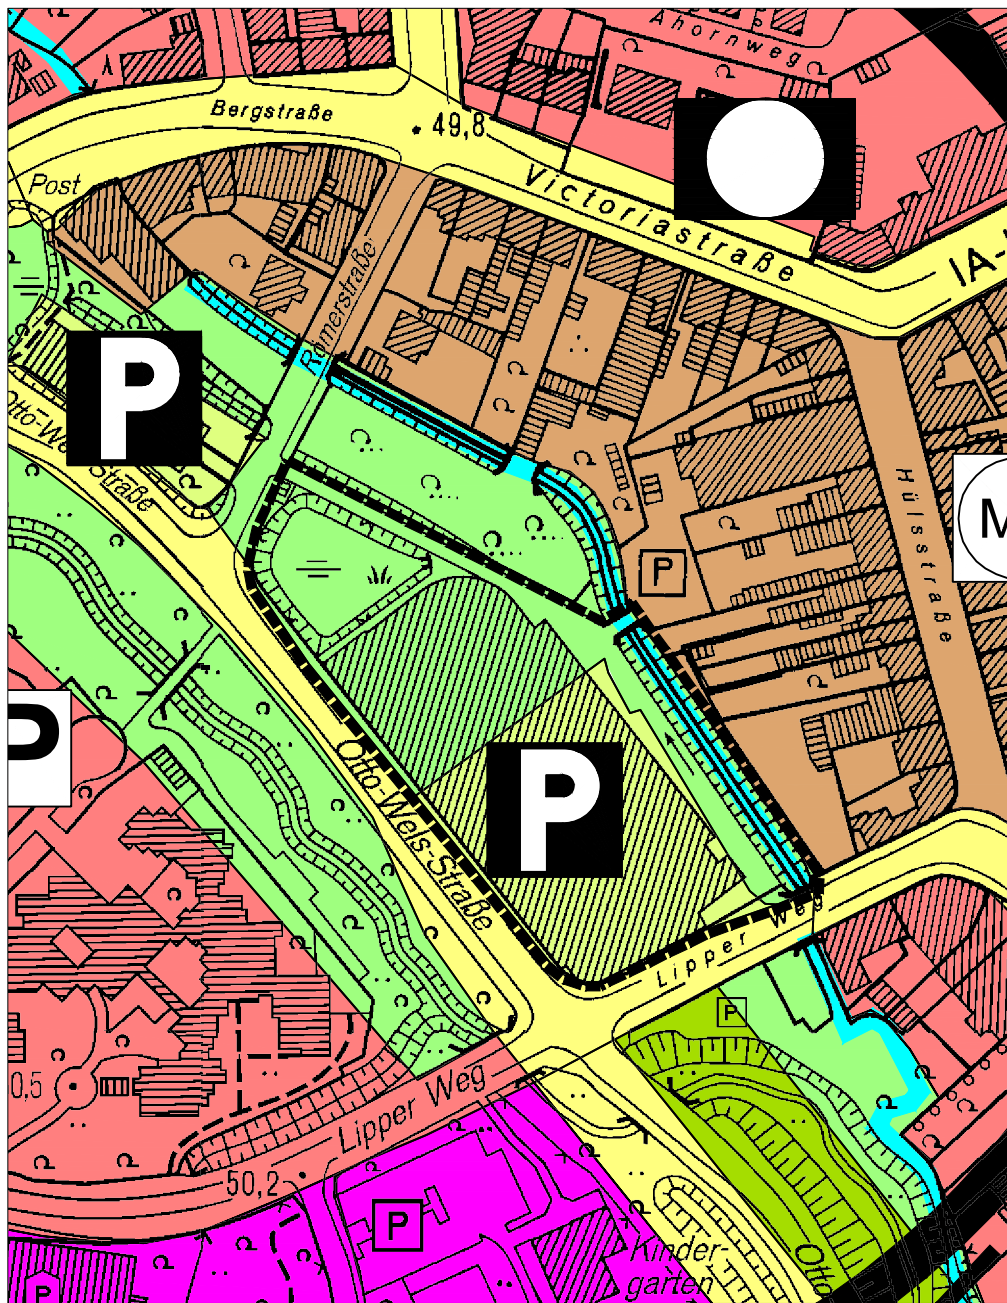 Ahornweg
Bergstraße
49,8
Post
Victoriastraße
IA-
Römerstraße
P
Otto-Wels-Straße
Hülsstraße
M
P
P
Otto-Wels-Straße
P
Lipper Weg
P
0,5
Lipper Weg
50,2
P
Kinder-
garten
Otto
P